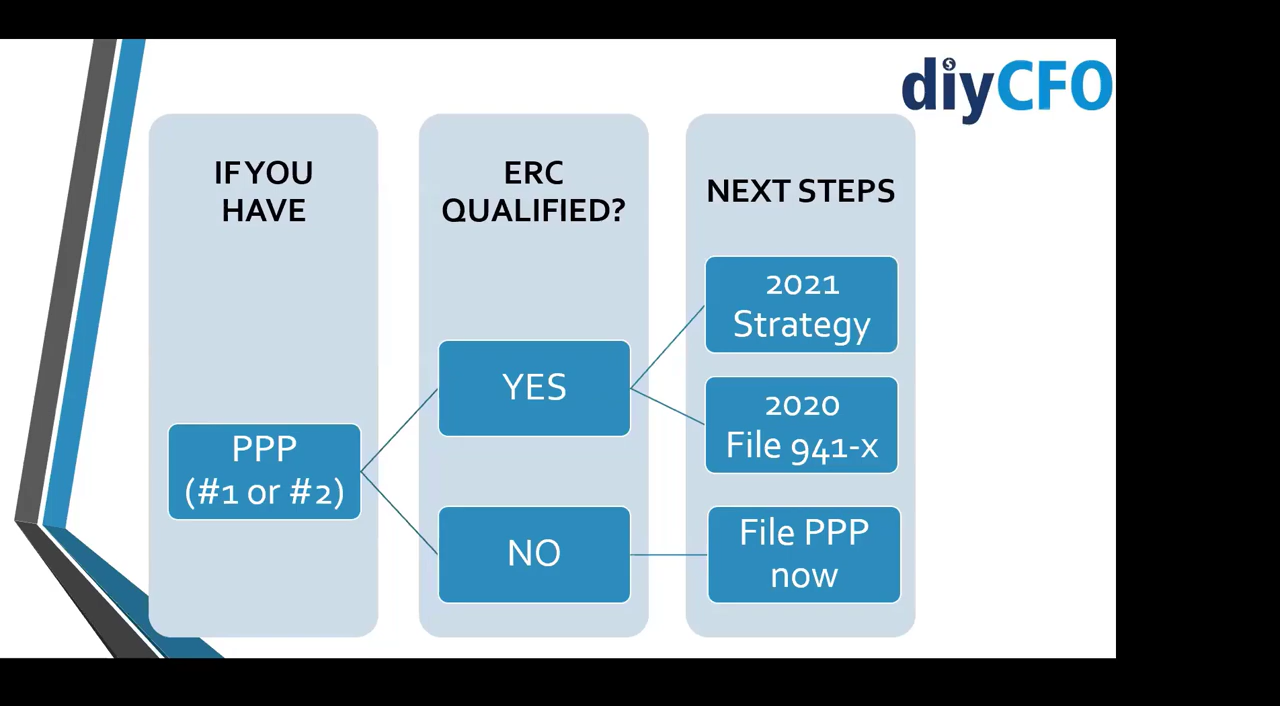 diyCFO
IF YOU
HAVE
ERC
QUALIFIED?
NEXT STEPS
PPP
(#1 or #2)
YES
NO
2021
Strategy
2020
File 941-x
File PPP
now